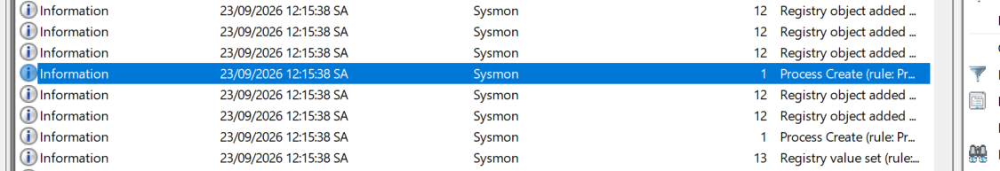 Information 23/09/2026 12:15:38 SA Sysmon 12 Registry object added ...
Information 23/09/2026 12:15:38 SA Sysmon 12 Registry object added ...
Information 23/09/2026 12:15:38 SA Sysmon 12 Registry object added ...
Information 23/09/2026 12:15:38 SA Sysmon 1 Process Create (rule: Pr...
Information 23/09/2026 12:15:38 SA Sysmon 12 Registry object added ...
Information 23/09/2026 12:15:38 SA Sysmon 12 Registry object added ...
Information 23/09/2026 12:15:38 SA Sysmon 1 Process Create (rule: Pr...
Information 23/09/2026 12:15:38 SA Sysmon 13 Registry value set (rule:...